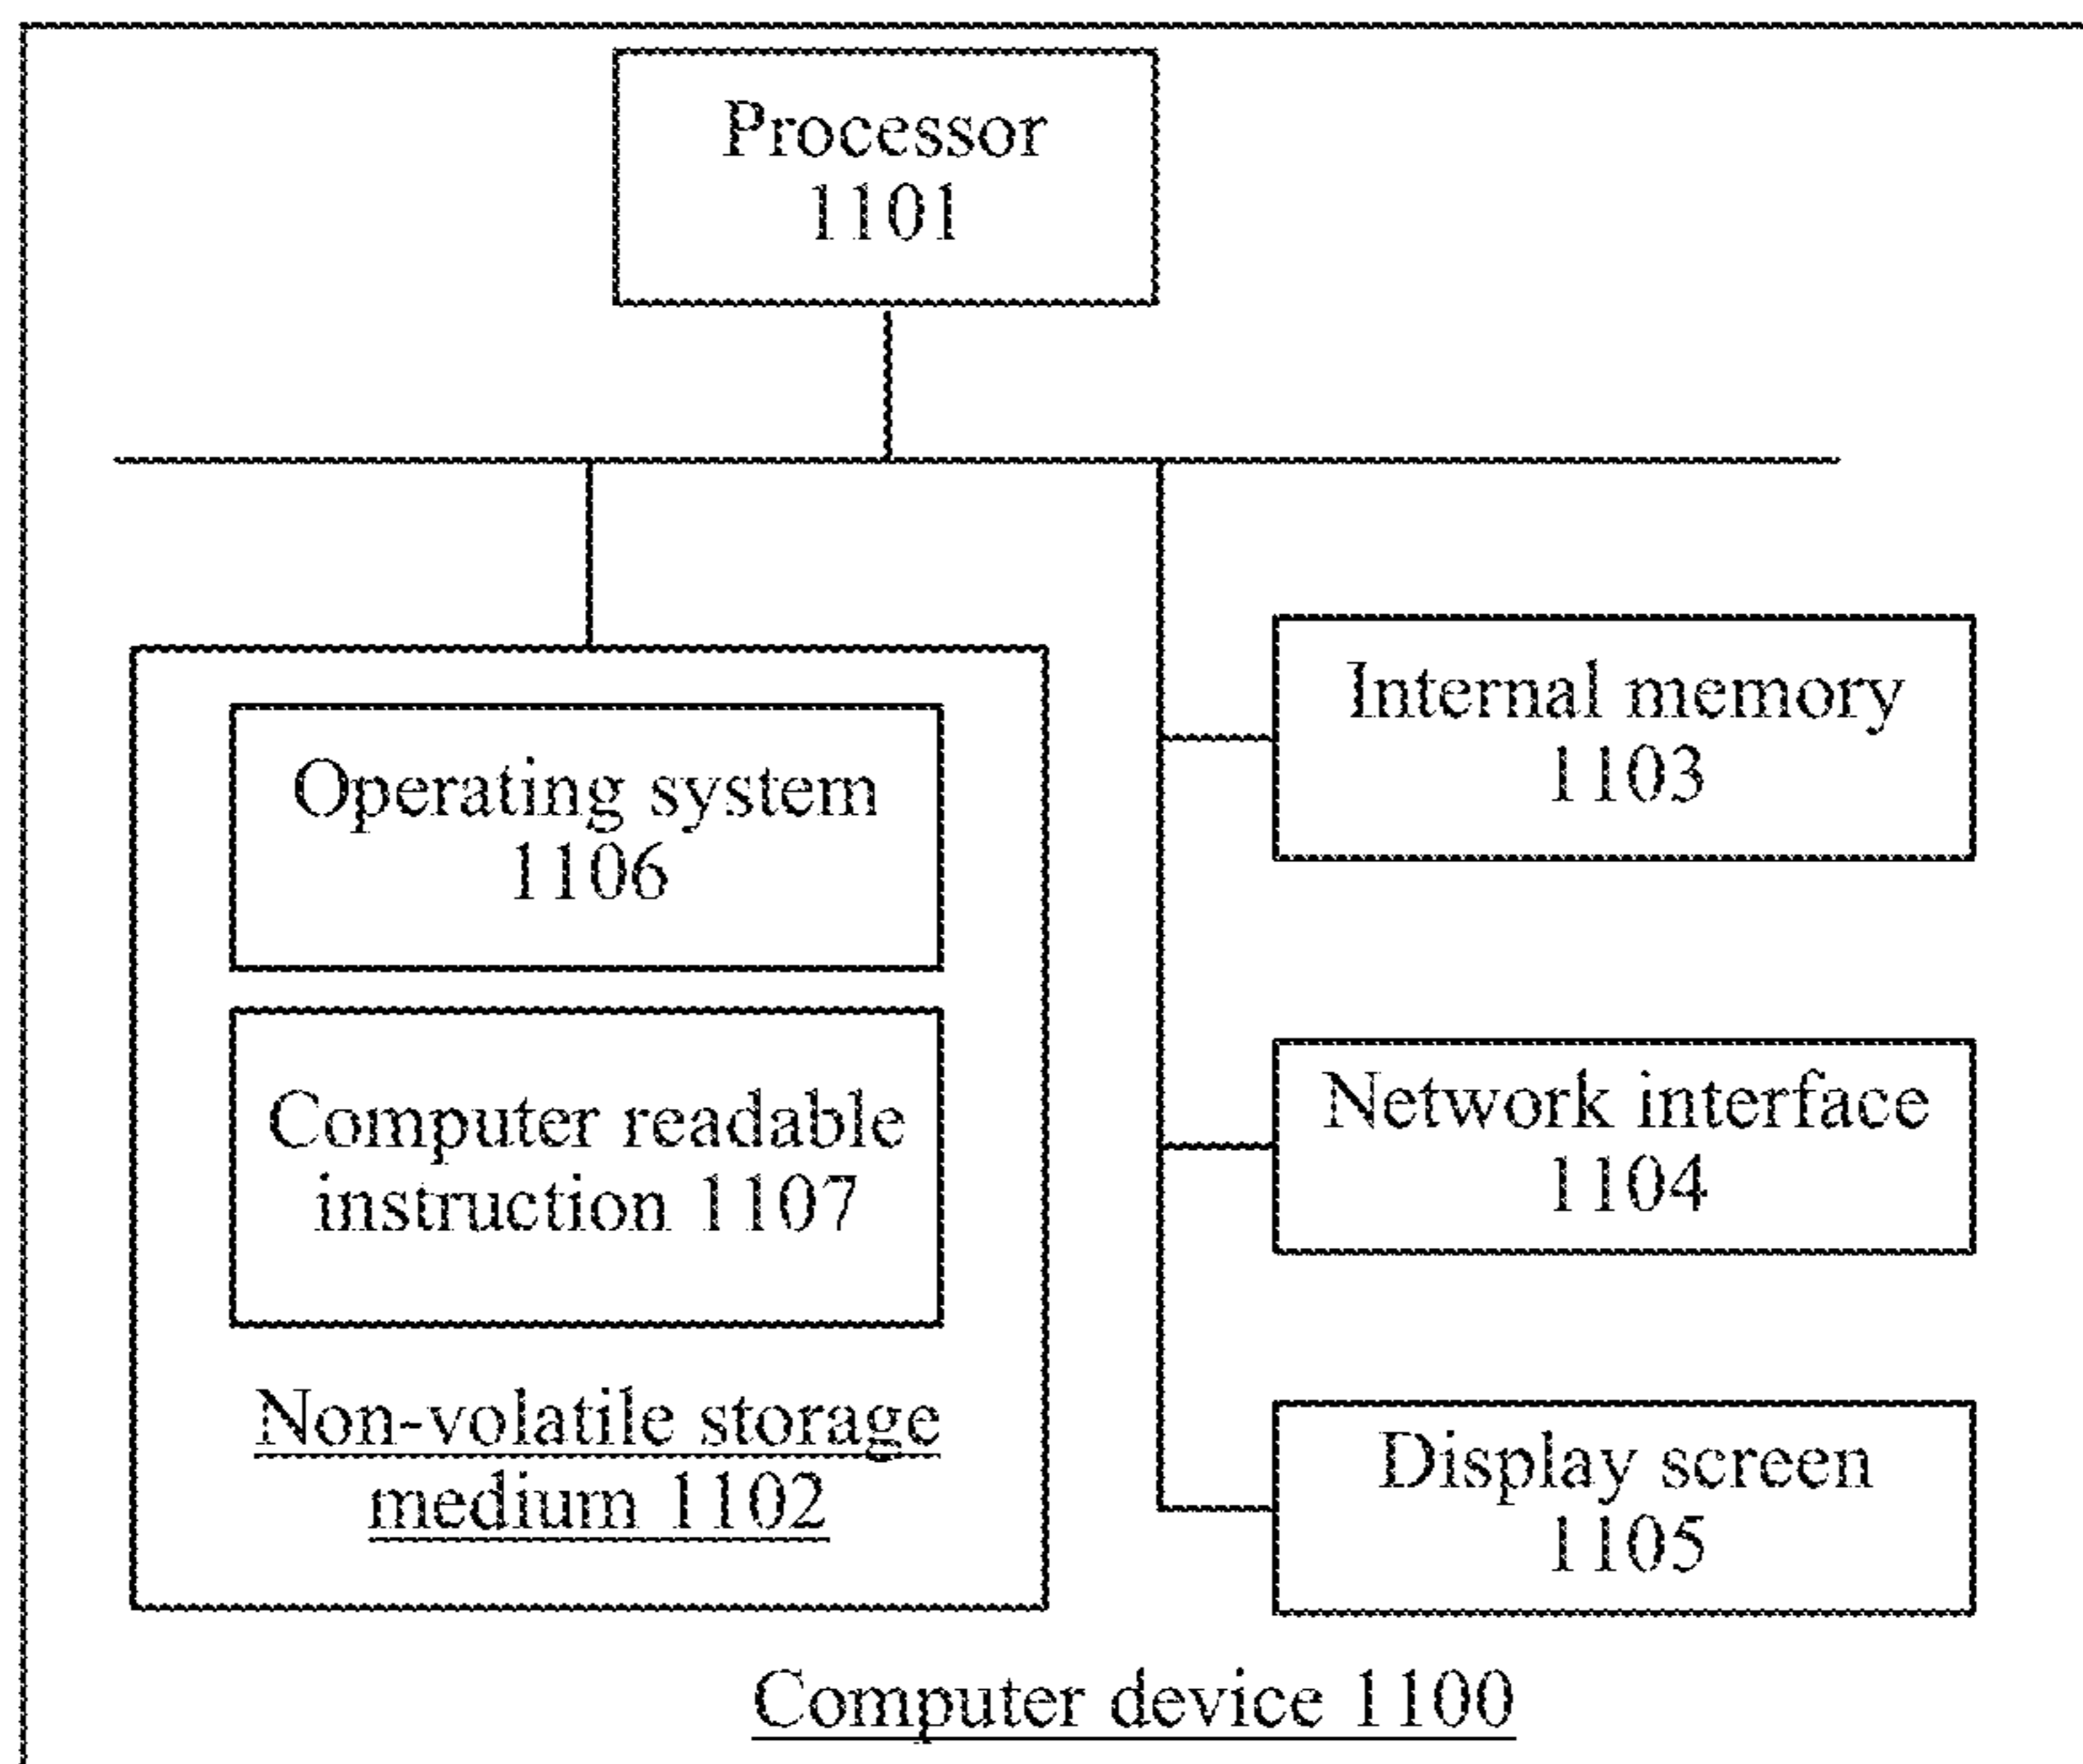 Processor
1101
Operating system
1106
Computer readable
instruction 1107
Non-volatile storage
medium 1102
Internal memory
1103
Network interface
1104
Display screen
1105
Computer device 1100